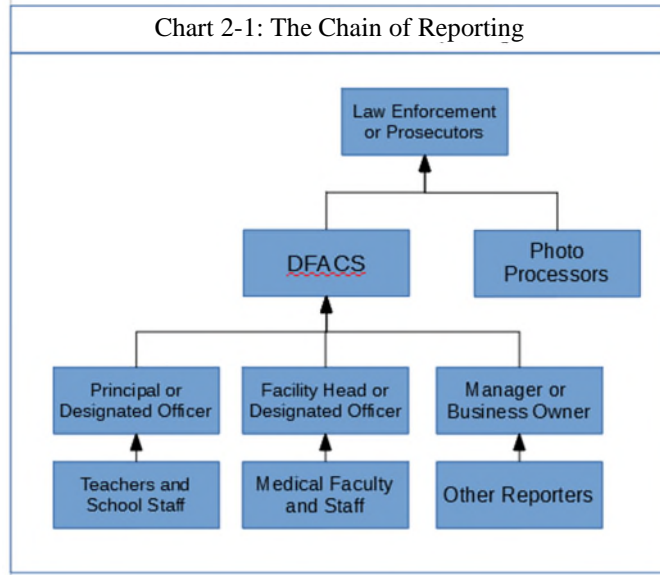 Chart 2-1: The Chain of Reporting
Law Enforcement
or Prosecutors
DFACS
Photo
Processors
Principal or
Designated Officer
Facility Head or
Designated Officer
Manager or
Business Owner
Teachers and
School Staff
Medical Faculty
and Staff
Other Reporters